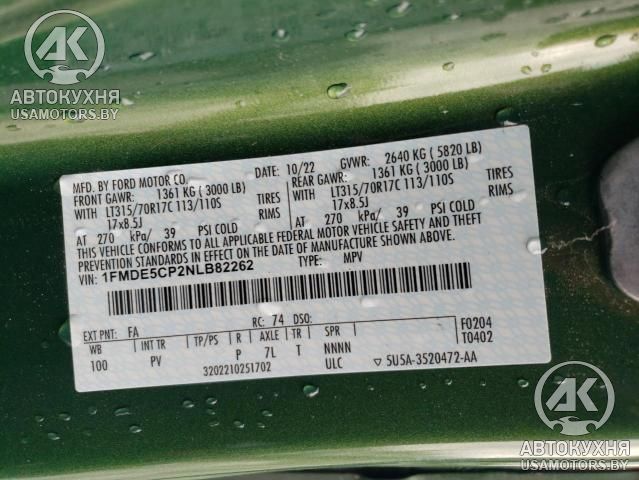 АК
АВТОКУХНЯ
USAMOTORS.BY
MFD. BY FORD MOTOR CO.
DATE: 10/22 GVWR: 2640 KG ( 5820 LB)
FRONT GAWR: 1361 KG ( 3000 LB) REAR GAWR: 1361 KG ( 3000 LB)
WITH LT315/70R17C 113/110S TIRES WITH LT315/70R17C 113/110S TIRES
17x8.5J RIMS 17x8.5J RIMS
AT 270 kPa/ 39 PSI COLD AT 270 kPa/ 39 PSI COLD
THIS VEHICLE CONFORMS TO ALL APPLICABLE FEDERAL MOTOR VEHICLE SAFETY AND THEFT
PREVENTION STANDARDS IN EFFECT ON THE DATE OF MANUFACTURE SHOWN ABOVE.
VIN: 1FMDE5CP2NLB82262 TYPE: MPV
EXT PNT: FA RC: 74 DSO: F0204
WB INT TR TP/PS R AXLE TR SPR T0402
100 PV P 7L T NNNN
3202210251702 ULC ▽ 5U5A-3520472-AA
АК
АВТОКУХНЯ
USAMOTORS.BY